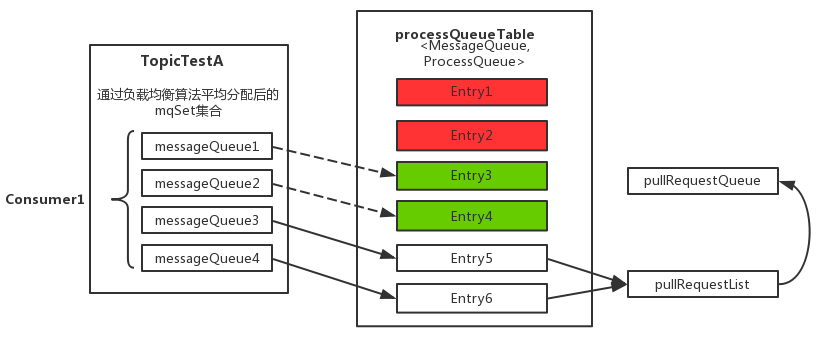 Consumer1
TopicTestA
通过负载均衡算法平均分配后的
mqSet集合
messageQueue1
messageQueue2
messageQueue3
messageQueue4
processQueueTable
<MessageQueue,
ProcessQueue>
Entry1
Entry2
Entry3
Entry4
Entry5
Entry6
pullRequestQueue
pullRequestList